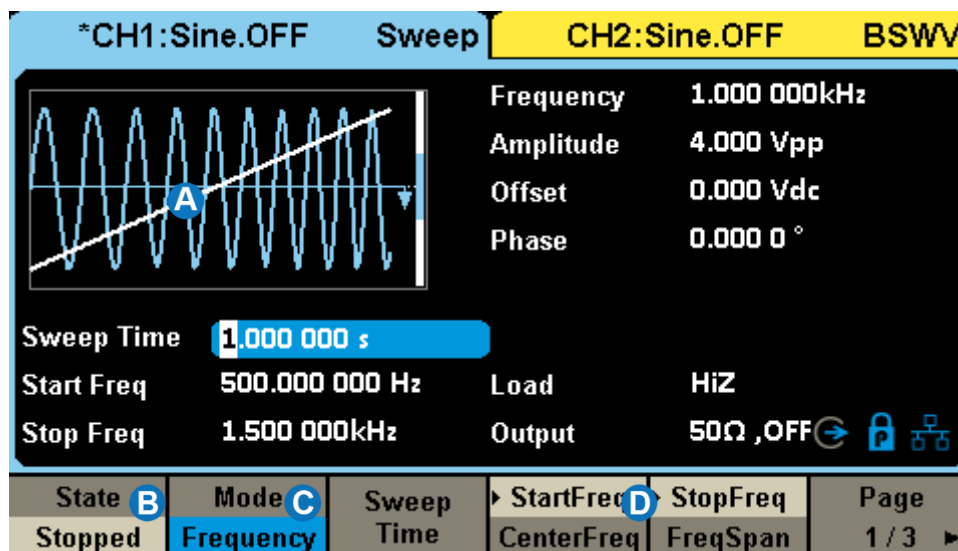 *CH1:Sine.OFF Sweep CH2:Sine.OFF BSWV
Frequency 1.000 000kHz
Amplitude 4.000 Vpp
Offset 0.000 Vdc
Phase 0.000 0 °
A
Sweep Time 1.000 000 s
Start Freq 500.000 000 Hz Load HiZ
Stop Freq 1.500 000kHz Output 50Ω ,OFF P
State B Mode C Sweep Time StartFreq D StopFreq Page
Stopped Frequency CenterFreq FreqSpan 1/3